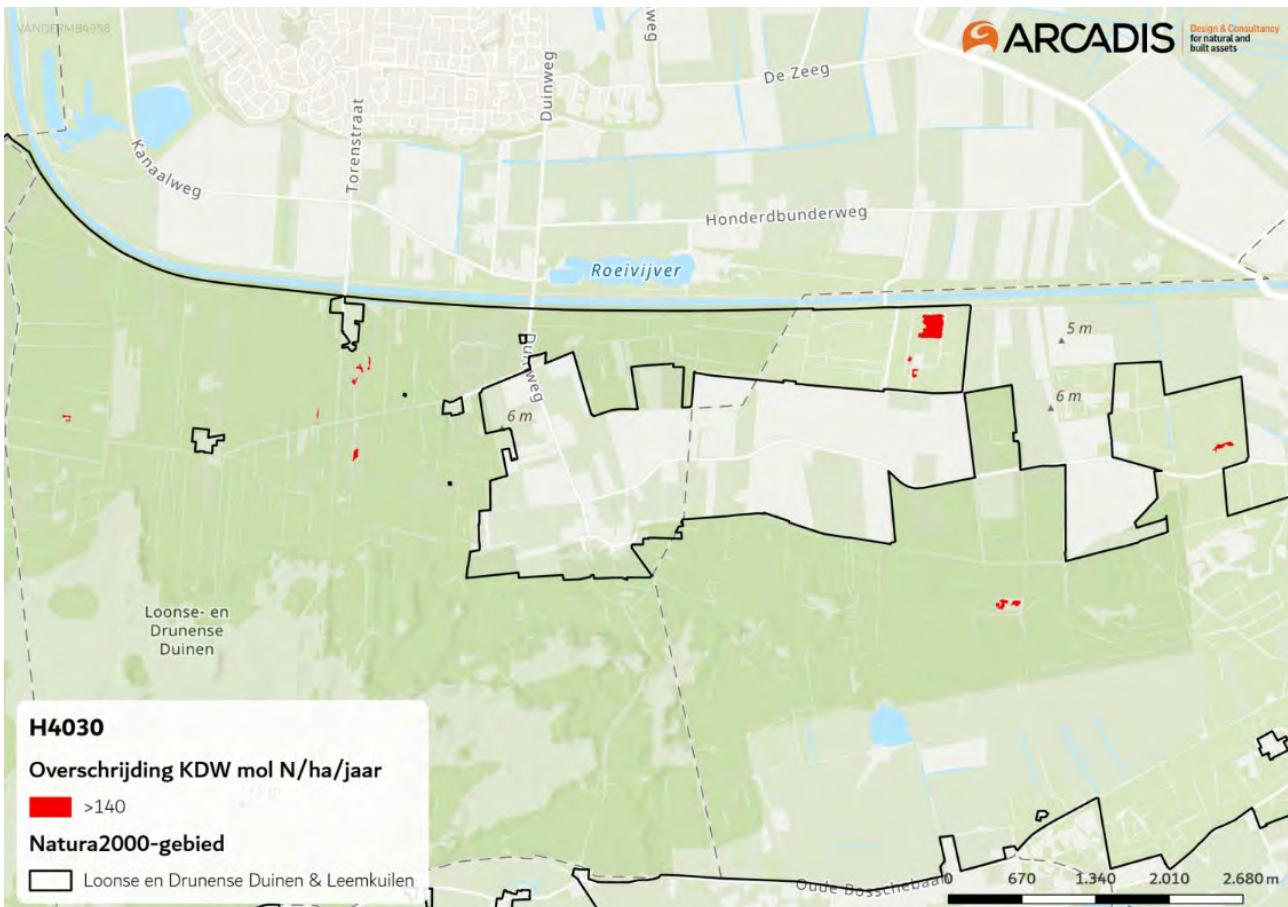 VANDERMB4958
ARCADIS
Design & Consultancy
for natural and
built assets
weg
De Zeeg
Duinweg
Torenstraat
Kanaalweg
Honderdbunderweg
Roeivijver
5 m
6 m
6 m
Loonse- en
Drunense
Duinen
H4030
Overschrijding KDW mol N/ha/jaar
>140
Natura2000-gebied
Loonse en Drunense Duinen & Leemkuilen
Oude Bosschebaan
0 670 1.340 2.010 2.680 m